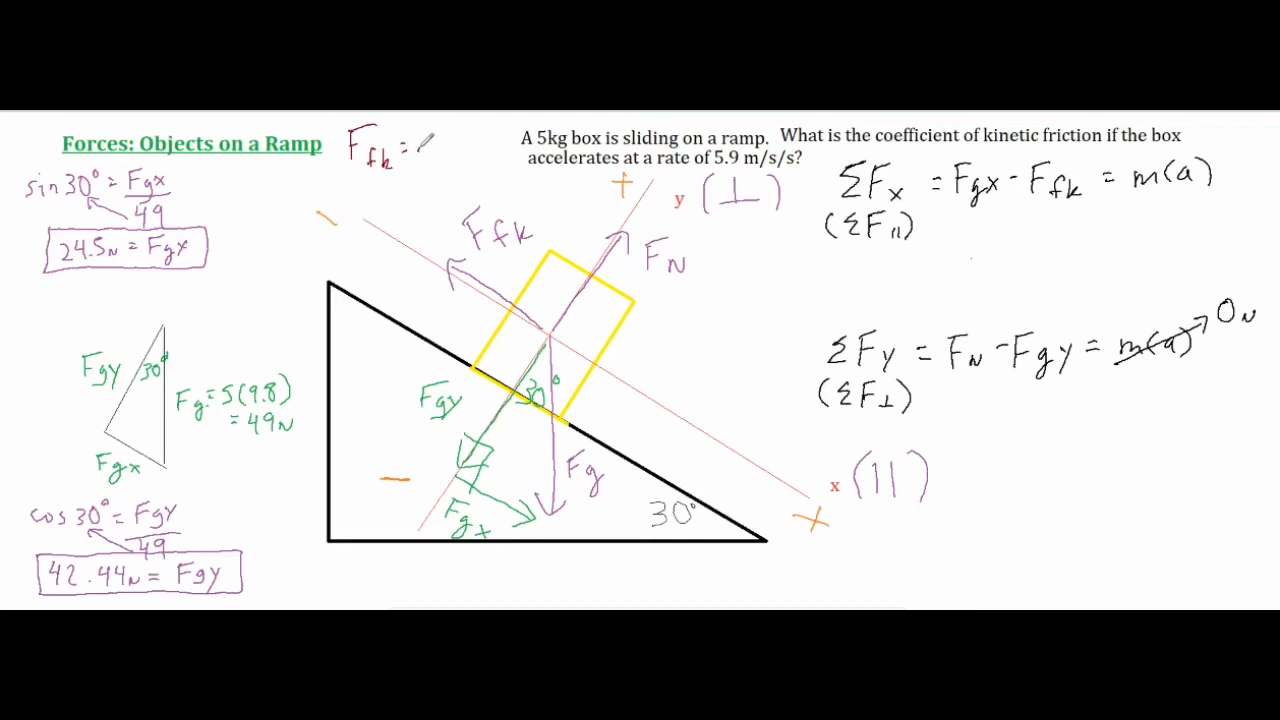 Forces: Objects on a Ramp
F fk =
A 5kg box is sliding on a ramp. What is the coefficient of kinetic friction if the box
accelerates at a rate of 5.9 m/s/s?
sin 30° = Fgx
49
24.5N = Fgx
Fgy
30°
Fg = 5(9.8)
= 49N
Fgx
cos 30° = Fgy
49
42.44N = Fgy
-
+
y (⊥)
Ffk
FN
Fgy
30°
Fg
-
Fgx
30°
x (||)
+
ΣFx = Fgx - Ffk = m(a)
(ΣF||)
ΣFy = FN - Fgy = m(a) 0N
(ΣF⊥)